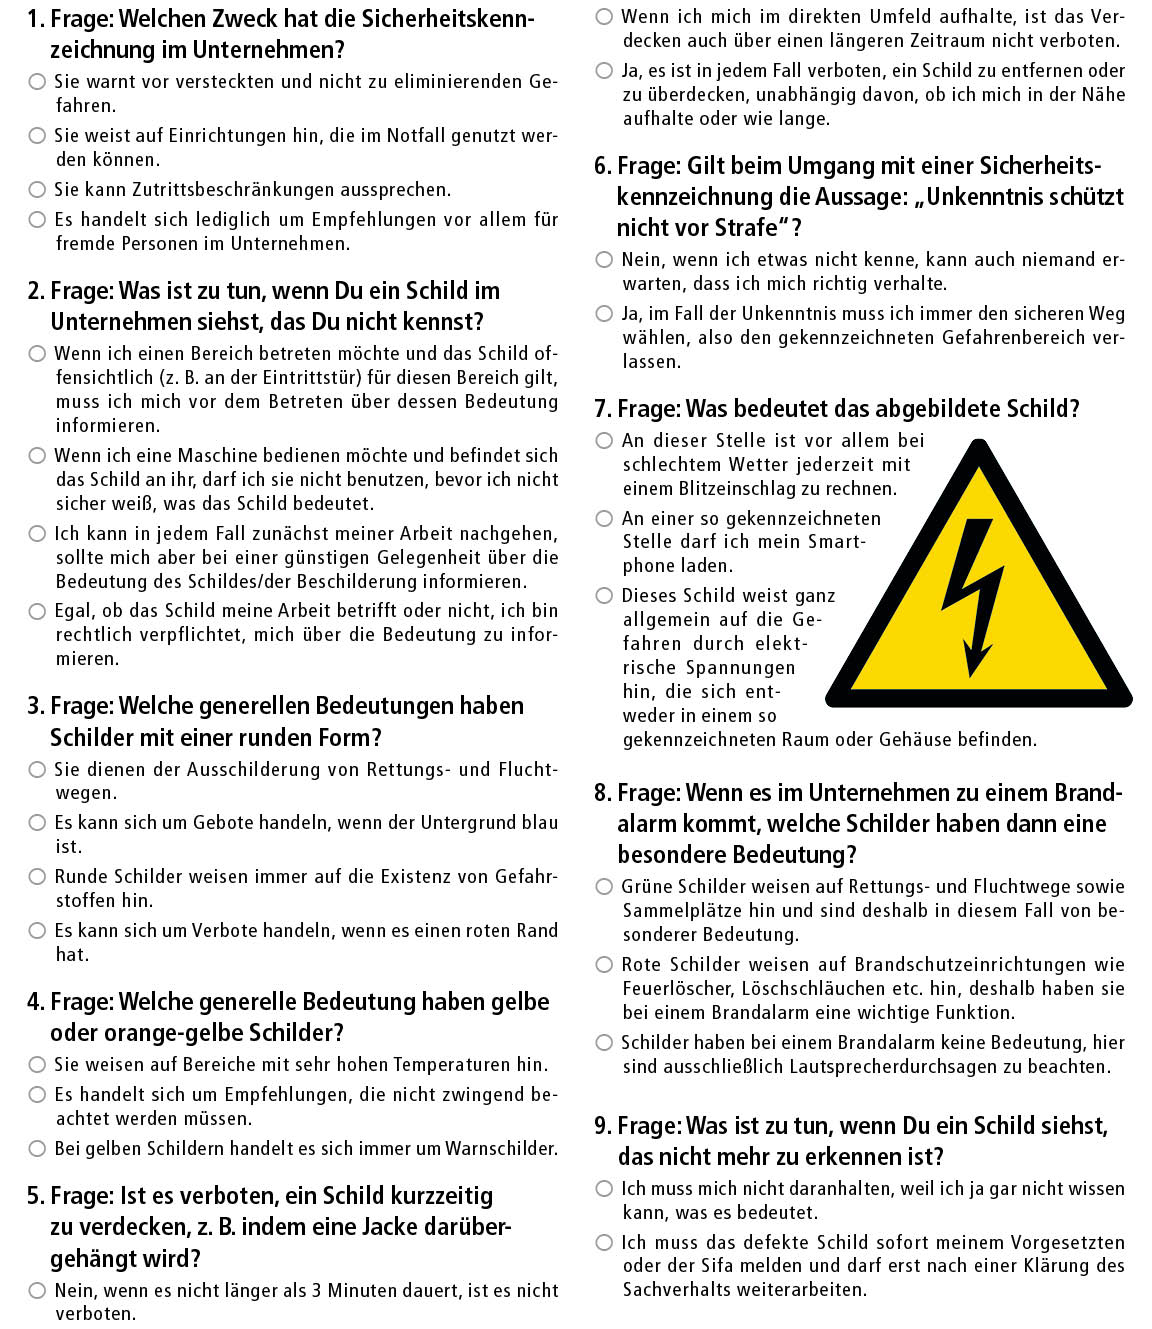 1. Frage: Welchen Zweck hat die Sicherheitskenn-
zeichnung im Unternehmen?
Sie warnt vor versteckten und nicht zu eliminierenden Ge-
fahren.
Sie weist auf Einrichtungen hin, die im Notfall genutzt wer-
den können.
Sie kann Zutrittsbeschränkungen aussprechen.
Es handelt sich lediglich um Empfehlungen vor allem für
fremde Personen im Unternehmen.
2. Frage: Was ist zu tun, wenn Du ein Schild im
Unternehmen siehst, das Du nicht kennst?
Wenn ich einen Bereich betreten möchte und das Schild of-
fensichtlich (z. B. an der Eintrittstür) für diesen Bereich gilt,
muss ich mich vor dem Betreten über dessen Bedeutung
informieren.
Wenn ich eine Maschine bedienen möchte und befindet sich
das Schild an ihr, darf ich sie nicht benutzen, bevor ich nicht
sicher weiß, was das Schild bedeutet.
Ich kann in jedem Fall zunächst meiner Arbeit nachgehen,
sollte mich aber bei einer günstigen Gelegenheit über die
Bedeutung des Schildes/der Beschilderung informieren.
Egal, ob das Schild meine Arbeit betrifft oder nicht, ich bin
rechtlich verpflichtet, mich über die Bedeutung zu infor-
mieren.
3. Frage: Welche generellen Bedeutungen haben
Schilder mit einer runden Form?
Sie dienen der Ausschilderung von Rettungs- und Flucht-
wegen.
Es kann sich um Gebote handeln, wenn der Untergrund blau
ist.
Runde Schilder weisen immer auf die Existenz von Gefahr-
stoffen hin.
Es kann sich um Verbote handeln, wenn es einen roten Rand
hat.
4. Frage: Welche generelle Bedeutung haben gelbe
oder orange-gelbe Schilder?
Sie weisen auf Bereiche mit sehr hohen Temperaturen hin.
Es handelt sich um Empfehlungen, die nicht zwingend be-
achtet werden müssen.
Bei gelben Schildern handelt es sich immer um Warnschilder.
5. Frage: Ist es verboten, ein Schild kurzzeitig
zu verdecken, z. B. indem eine Jacke darüber-
gehängt wird?
Nein, wenn es nicht länger als 3 Minuten dauert, ist es nicht
verboten.
Wenn ich mich im direkten Umfeld aufhalte, ist das Ver-
decken auch über einen längeren Zeitraum nicht verboten.
Ja, es ist in jedem Fall verboten, ein Schild zu entfernen oder
zu überdecken, unabhängig davon, ob ich mich in der Nähe
aufhalte oder wie lange.
6. Frage: Gilt beim Umgang mit einer Sicherheits-
kennzeichnung die Aussage: „Unkenntnis schützt
nicht vor Strafe“?
Nein, wenn ich etwas nicht kenne, kann auch niemand er-
warten, dass ich mich richtig verhalte.
Ja, im Fall der Unkenntnis muss ich immer den sicheren Weg
wählen, also den gekennzeichneten Gefahrenbereich ver-
lassen.
7. Frage: Was bedeutet das abgebildete Schild?
An dieser Stelle ist vor allem bei
schlechtem Wetter jederzeit mit
einem Blitzeinschlag zu rechnen.
An einer so gekennzeichneten
Stelle darf ich mein Smart-
phone laden.
Dieses Schild weist ganz
allgemein auf die Ge-
fahren durch elekt-
rische Spannungen
hin, die sich ent-
weder in einem so
gekennzeichneten Raum oder Gehäuse befinden.
8. Frage: Wenn es im Unternehmen zu einem Brand-
alarm kommt, welche Schilder haben dann eine
besondere Bedeutung?
Grüne Schilder weisen auf Rettungs- und Fluchtwege sowie
Sammelplätze hin und sind deshalb in diesem Fall von be-
sonderer Bedeutung.
Rote Schilder weisen auf Brandschutzeinrichtungen wie
Feuerlöscher, Löschschläuchen etc. hin, deshalb haben sie
bei einem Brandalarm eine wichtige Funktion.
Schilder haben bei einem Brandalarm keine Bedeutung, hier
sind ausschließlich Lautsprecherdurchsagen zu beachten.
9. Frage: Was ist zu tun, wenn Du ein Schild siehst,
das nicht mehr zu erkennen ist?
Ich muss mich nicht daranhalten, weil ich ja gar nicht wissen
kann, was es bedeutet.
Ich muss das defekte Schild sofort meinem Vorgesetzten
oder der Sifa melden und darf erst nach einer Klärung des
Sachverhalts weiterarbeiten.